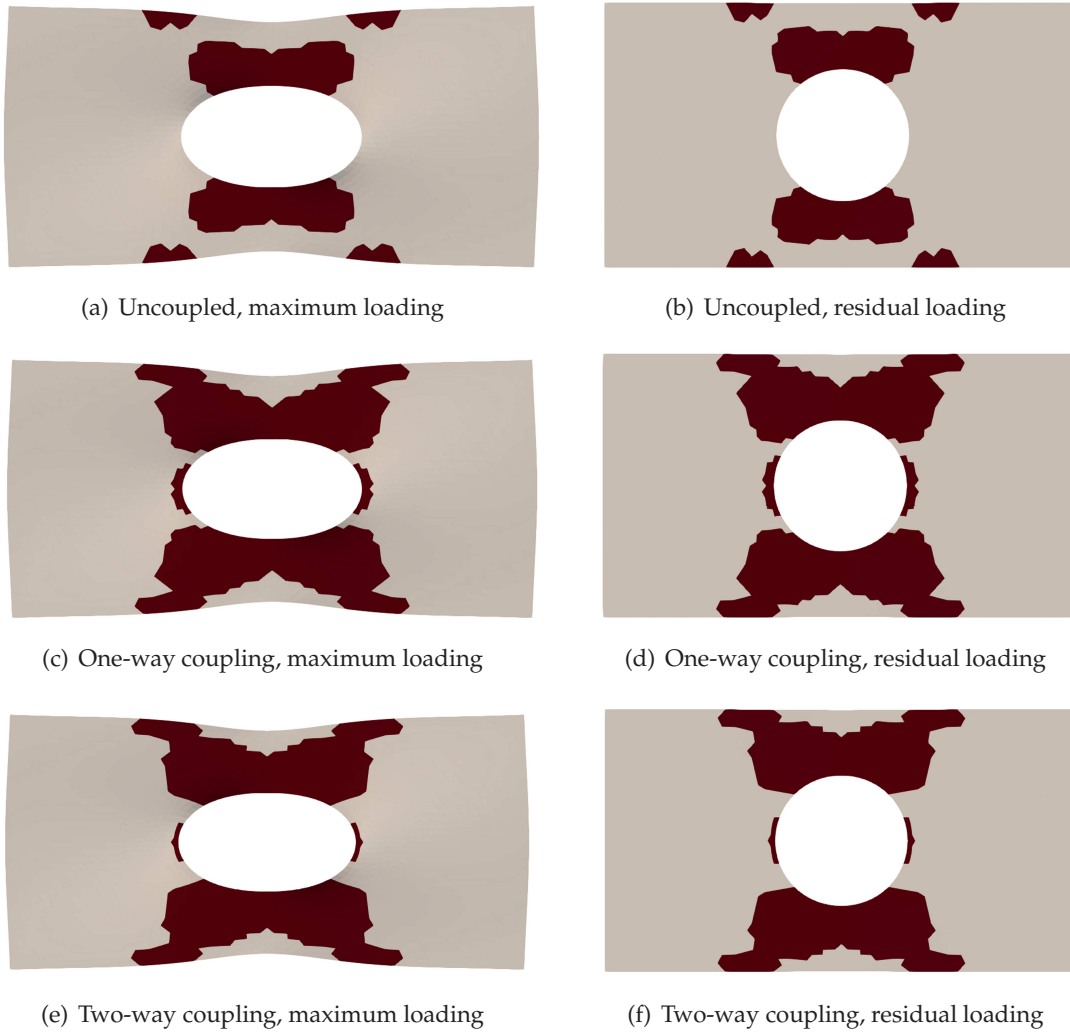 (a) Uncoupled, maximum loading
(b) Uncoupled, residual loading
(c) One-way coupling, maximum loading
(d) One-way coupling, residual loading
(e) Two-way coupling, maximum loading
(f) Two-way coupling, residual loading